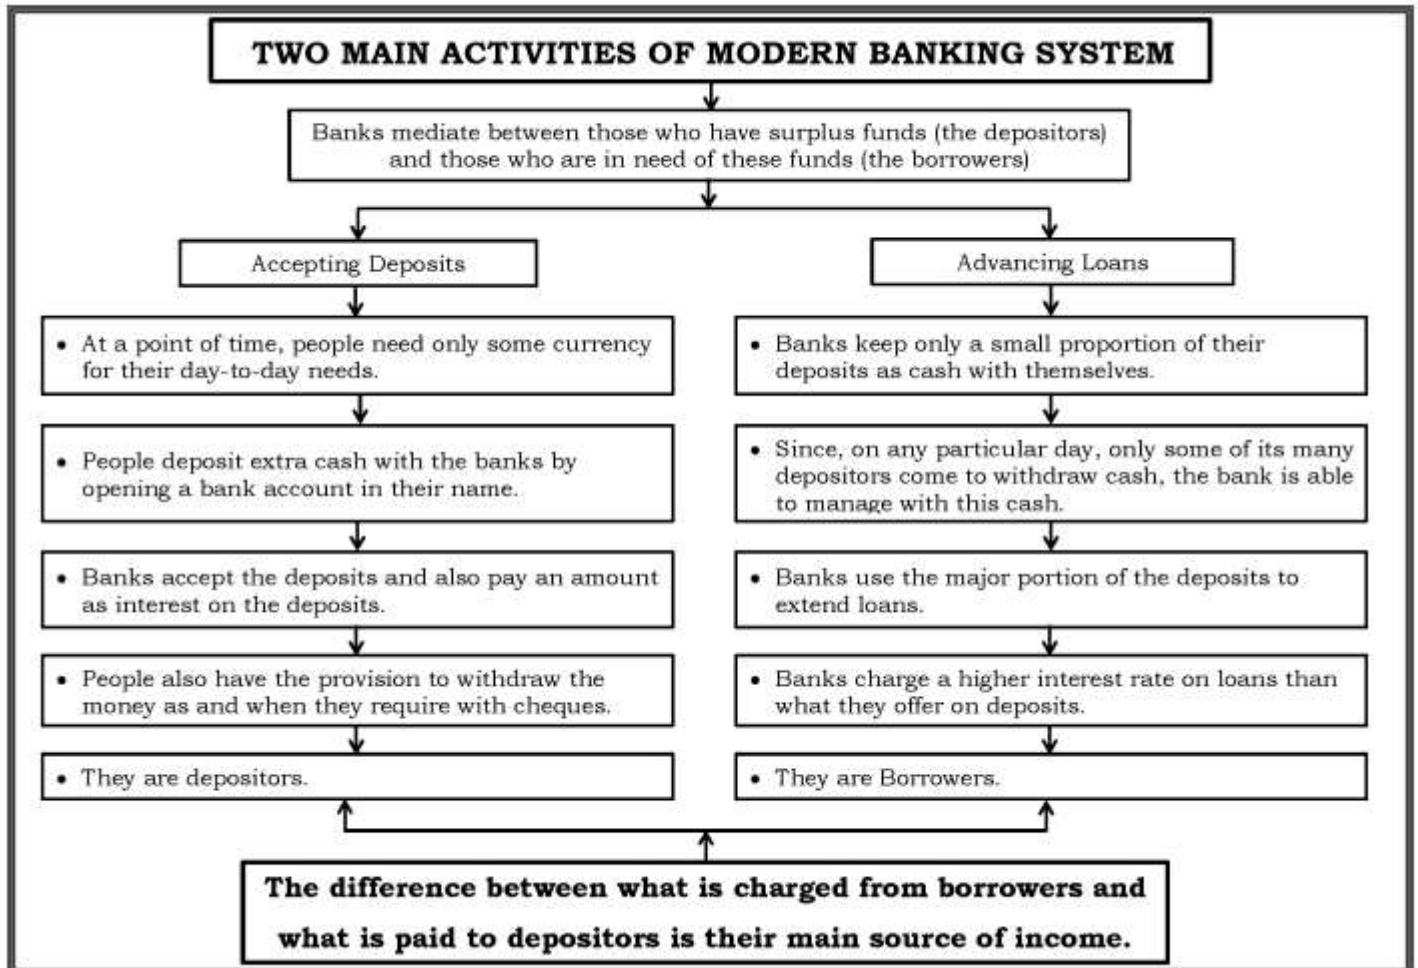 TWO MAIN ACTIVITIES OF MODERN BANKING SYSTEM
Banks mediate between those who have surplus funds (the depositors)
and those who are in need of these funds (the borrowers)
Accepting Deposits
• At a point of time, people need only some currency
for their day-to-day needs.
• People deposit extra cash with the banks by
opening a bank account in their name.
• Banks accept the deposits and also pay an amount
as interest on the deposits.
• People also have the provision to withdraw the
money as and when they require with cheques.
• They are depositors.
Advancing Loans
• Banks keep only a small proportion of their
deposits as cash with themselves.
• Since, on any particular day, only some of its many
depositors come to withdraw cash, the bank is able
to manage with this cash.
• Banks use the major portion of the deposits to
extend loans.
• Banks charge a higher interest rate on loans than
what they offer on deposits.
• They are Borrowers.
The difference between what is charged from borrowers and
what is paid to depositors is their main source of income.